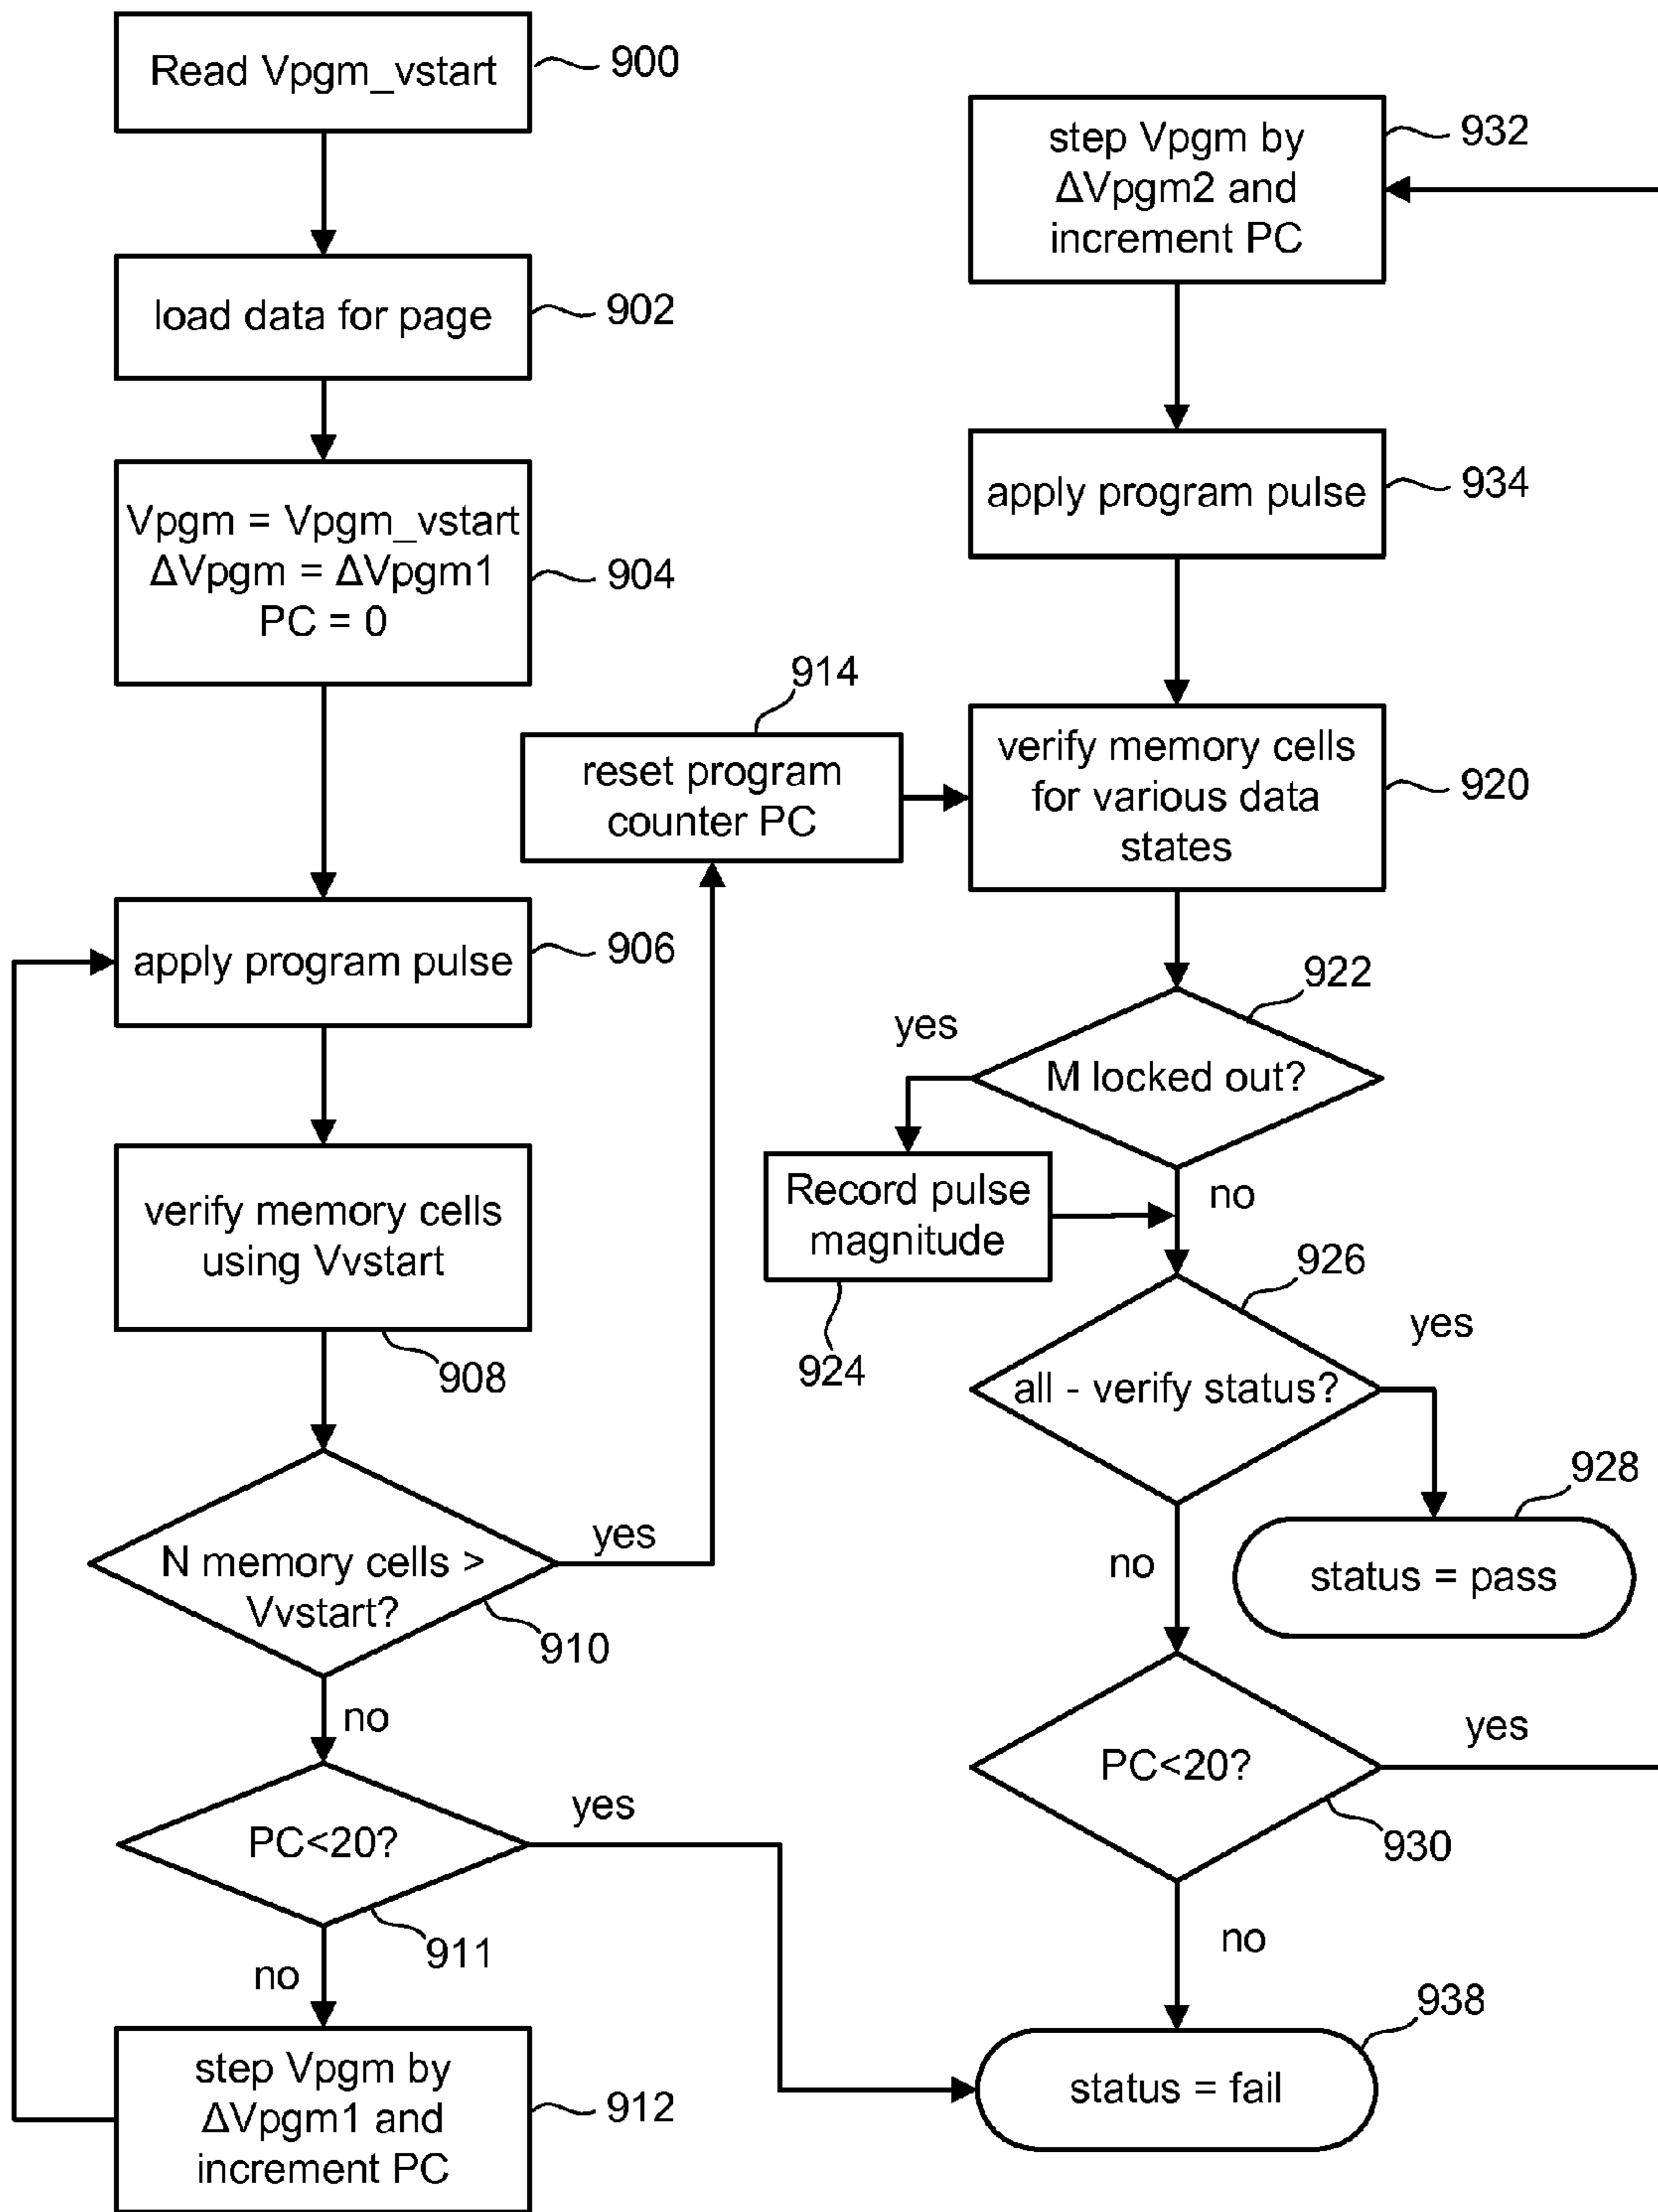 Read Vpgm_vstart
900
load data for page
902
Vpgm = Vpgm_vstart
ΔVpgm = ΔVpgm1
PC = 0
904
apply program pulse
906
verify memory cells
using Vvstart
908
N memory cells >
Vvstart?
910
yes
no
PC<20?
911
yes
no
step Vpgm by
ΔVpgm1 and
increment PC
912
914
reset program
counter PC
step Vpgm by
ΔVpgm2 and
increment PC
932
apply program pulse
934
verify memory cells
for various data
states
920
922
yes
M locked out?
no
Record pulse
magnitude
924
926
yes
all - verify status?
no
928
status = pass
PC<20?
yes
930
no
938
status = fail